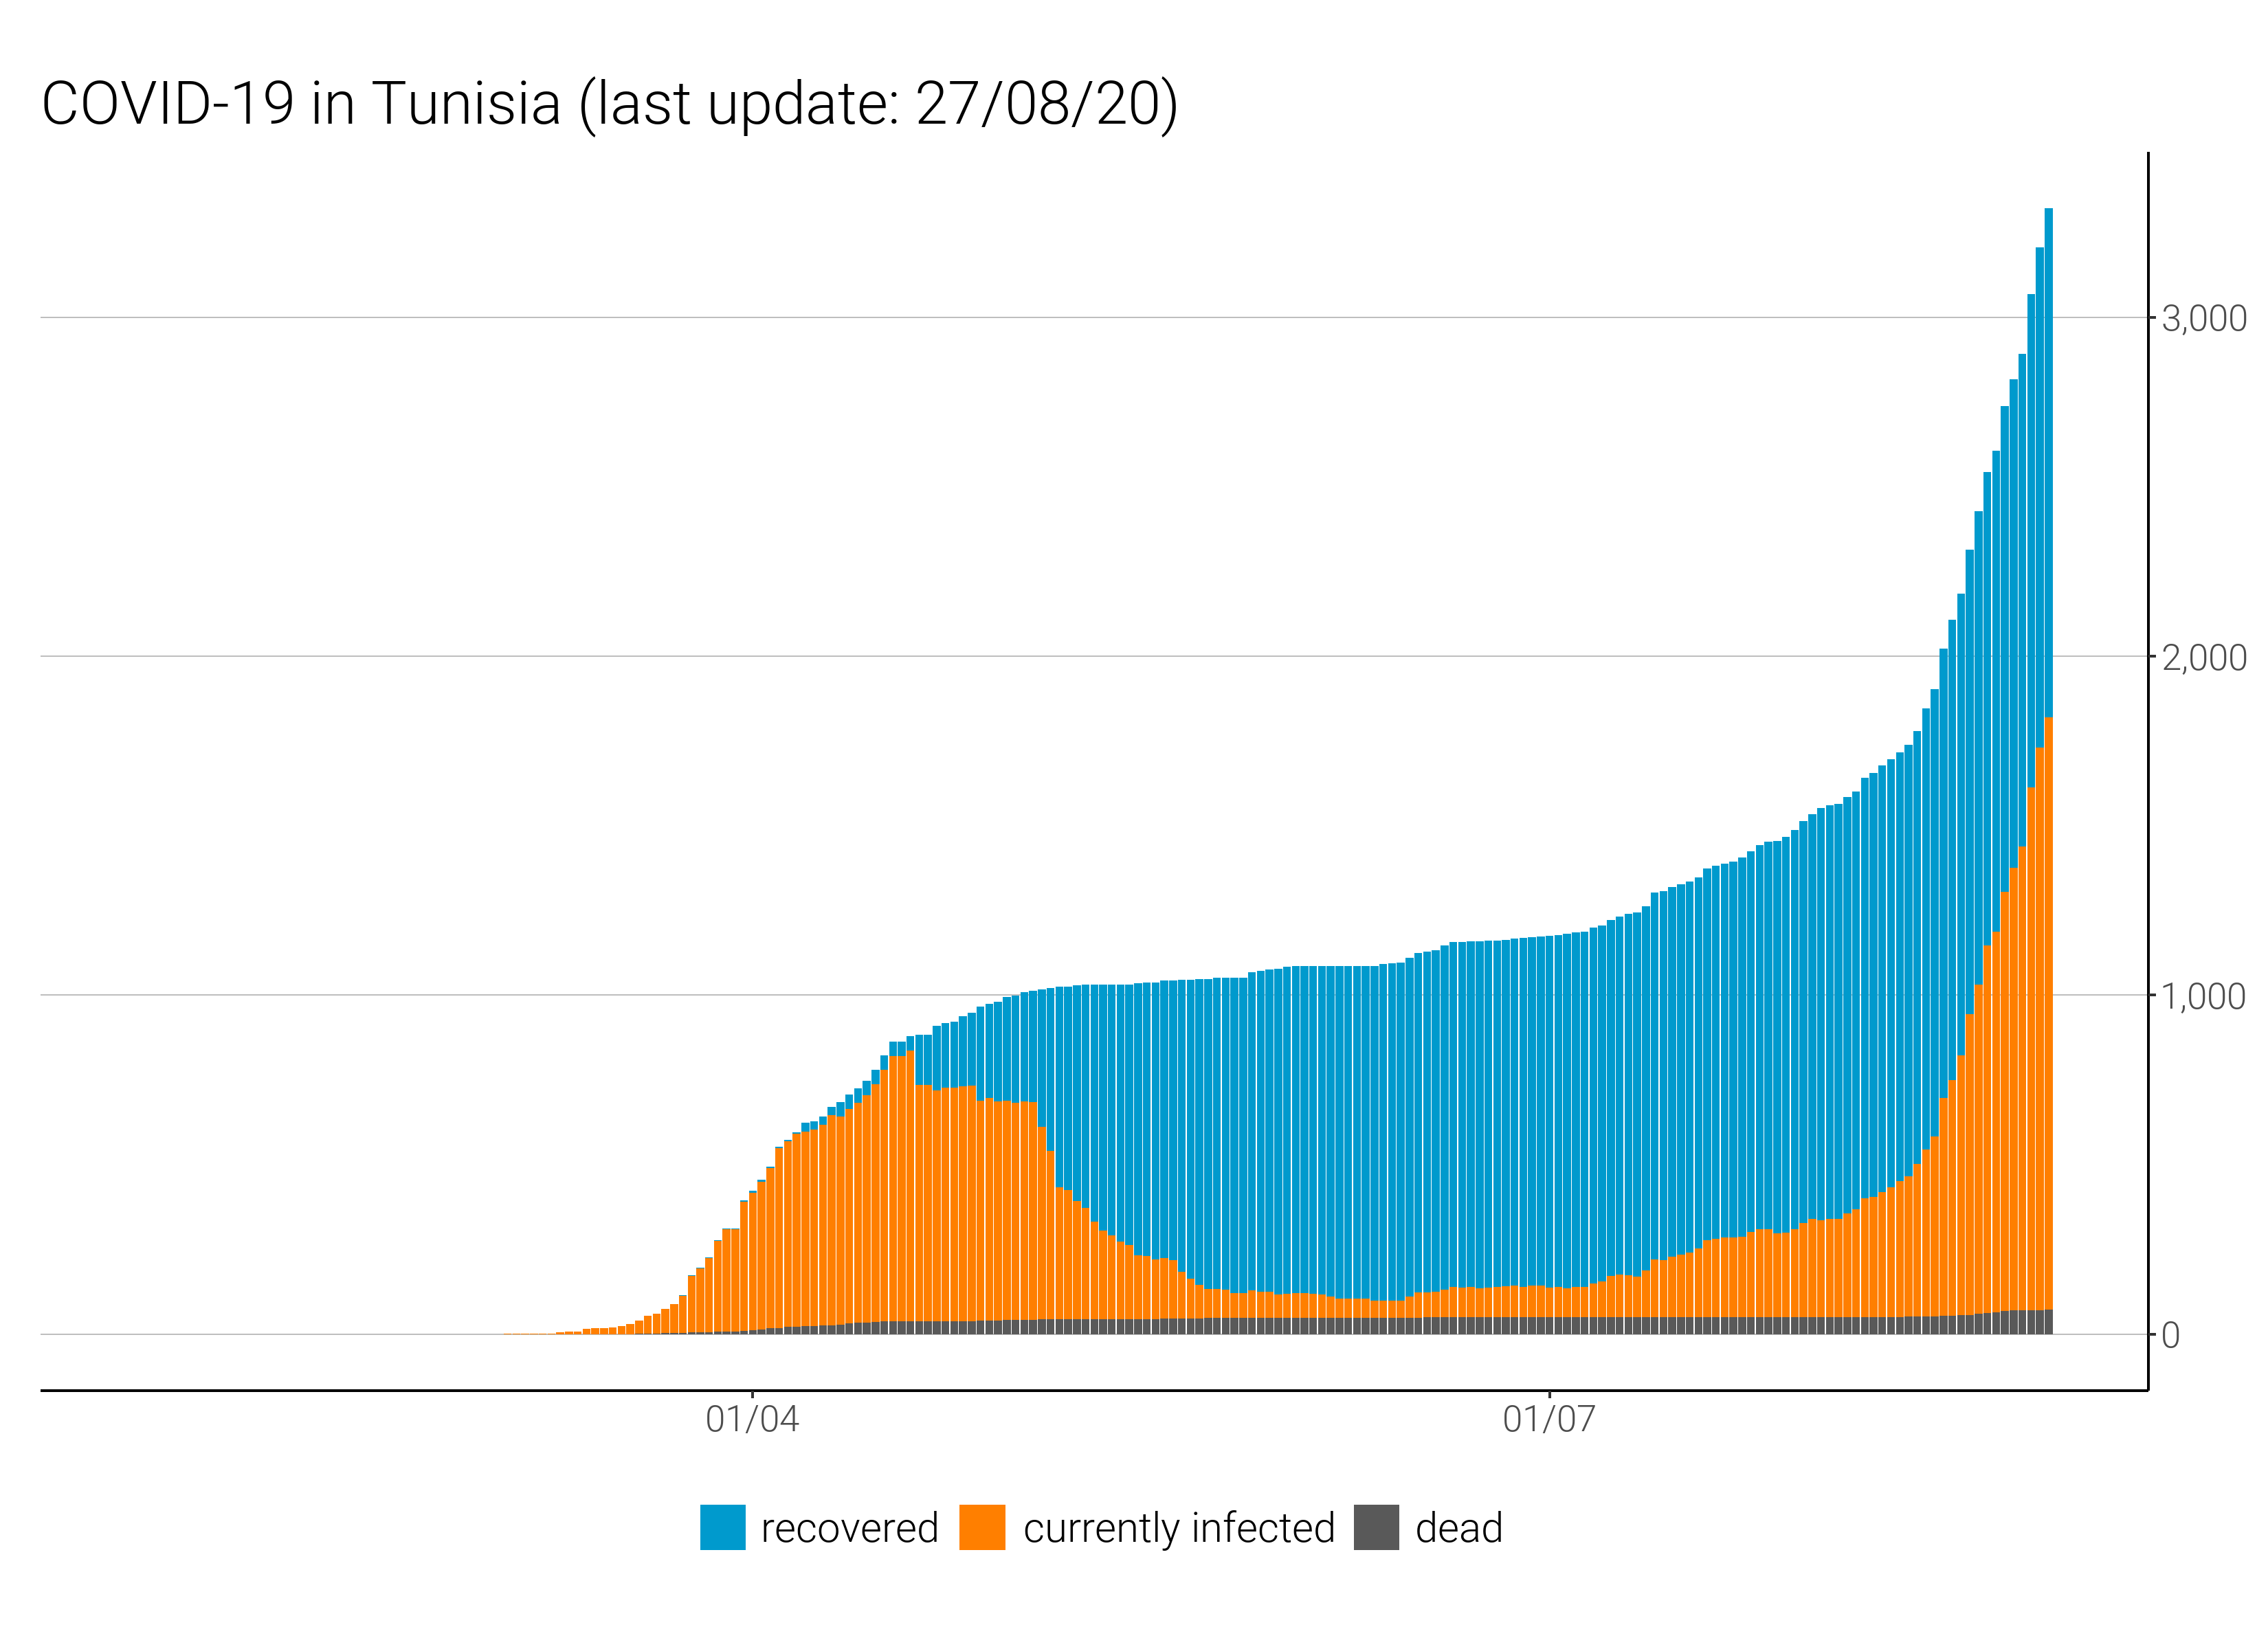 COVID-19 in Tunisia (last update: 27/08/20)
3,000
2,000
1,000
0
01/04 01/07
recovered currently infected dead